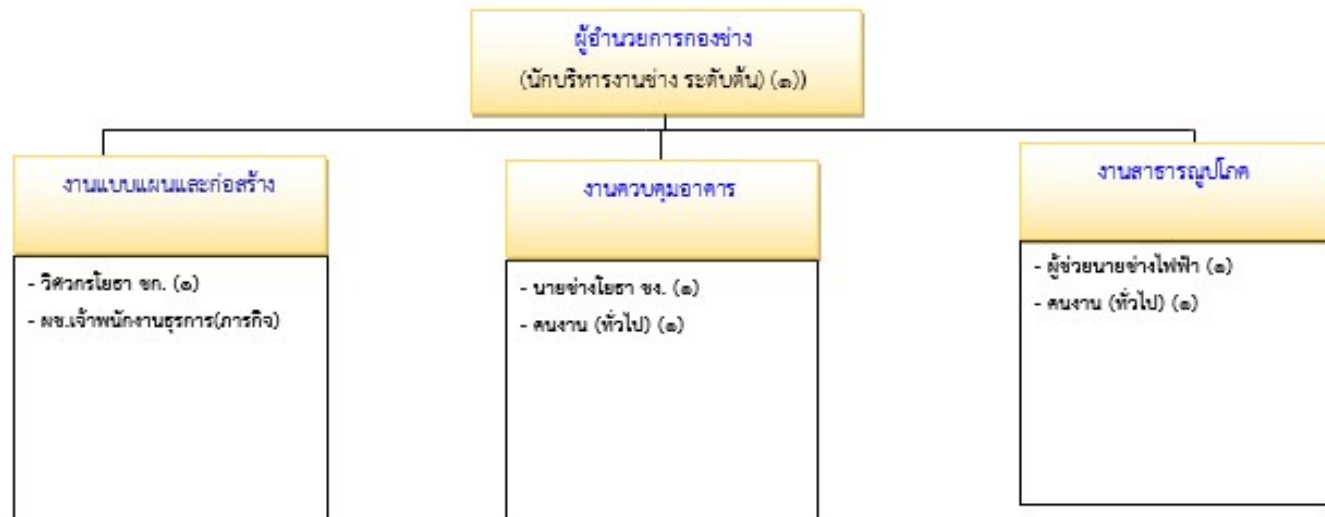 ผู้อำนวยการกองช่าง
(นักบริหารงานช่าง ระดับต้น) (๑))
งานแบบแผนและก่อสร้าง
- วิศวกรโยธา ชก. (๑)
- ผช.เจ้าพนักงานธุรการ(ภารกิจ)
งานควบคุมอาคาร
- นายช่างโยธา ชง. (๑)
- คนงาน (ทั่วไป) (๑)
งานสาธารณูปโภค
- ผู้ช่วยนายช่างไฟฟ้า (๑)
- คนงาน (ทั่วไป) (๑)